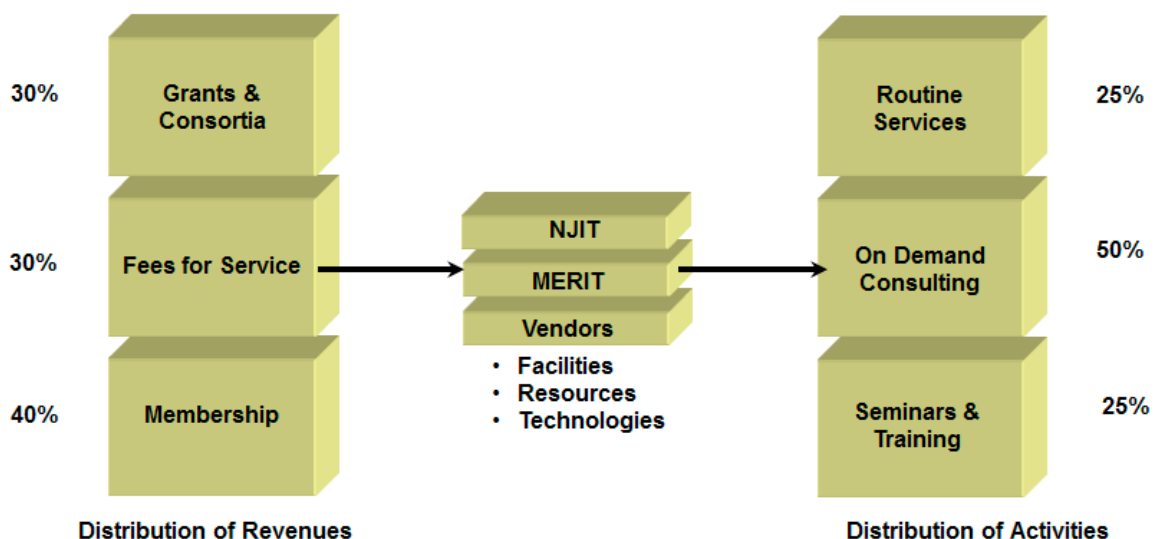 30%
Grants &
Consortia
30%
Fees for Service
40%
Membership
Distribution of Revenues
NJIT
MERIT
Vendors
• Facilities
• Resources
• Technologies
Routine
Services
25%
On Demand
Consulting
50%
Seminars &
Training
25%
Distribution of Activities